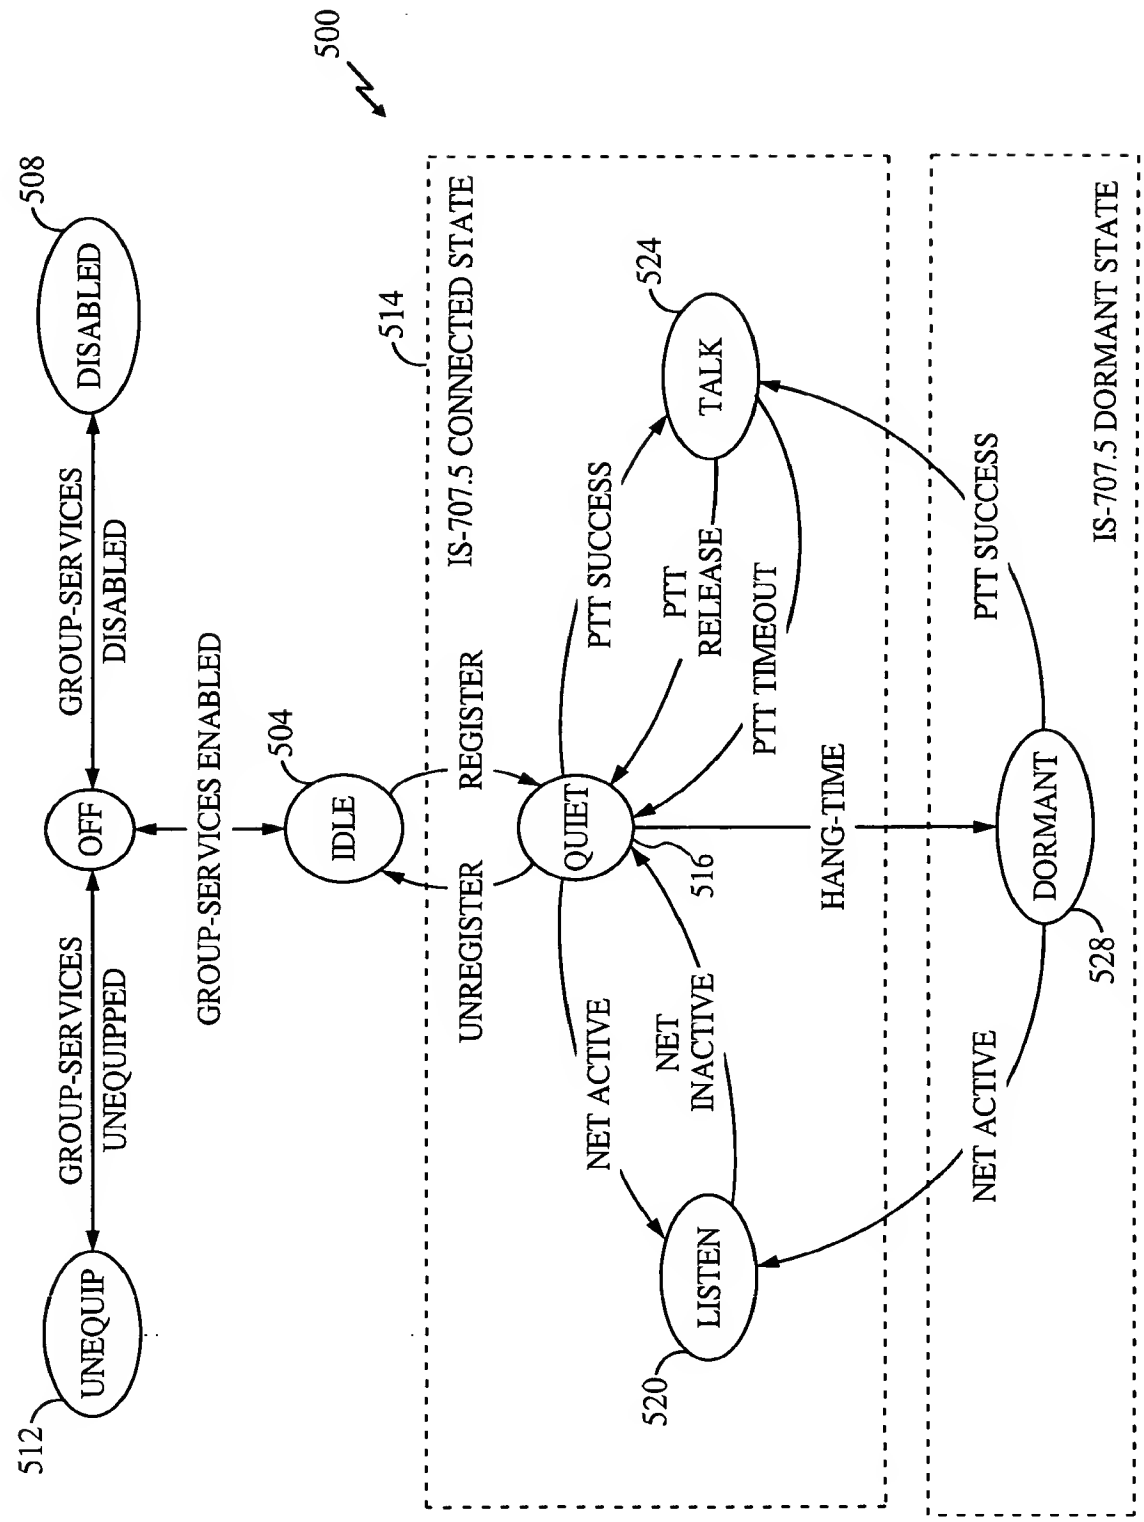 500
512
UNEQUIP
GROUP-SERVICES
UNEQUIPPED
OFF
GROUP-SERVICES
DISABLED
DISABLED
508
GROUP-SERVICES ENABLED
504
IDLE
514
UNREGISTER
REGISTER
IS-707.5 CONNECTED STATE
QUIET
516
NET ACTIVE
PTT SUCCESS
NET
INACTIVE
PTT
RELEASE
PTT TIMEOUT
520
LISTEN
TALK
524
HANG-TIME
NET ACTIVE
PTT SUCCESS
528
DORMANT
IS-707.5 DORMANT STATE